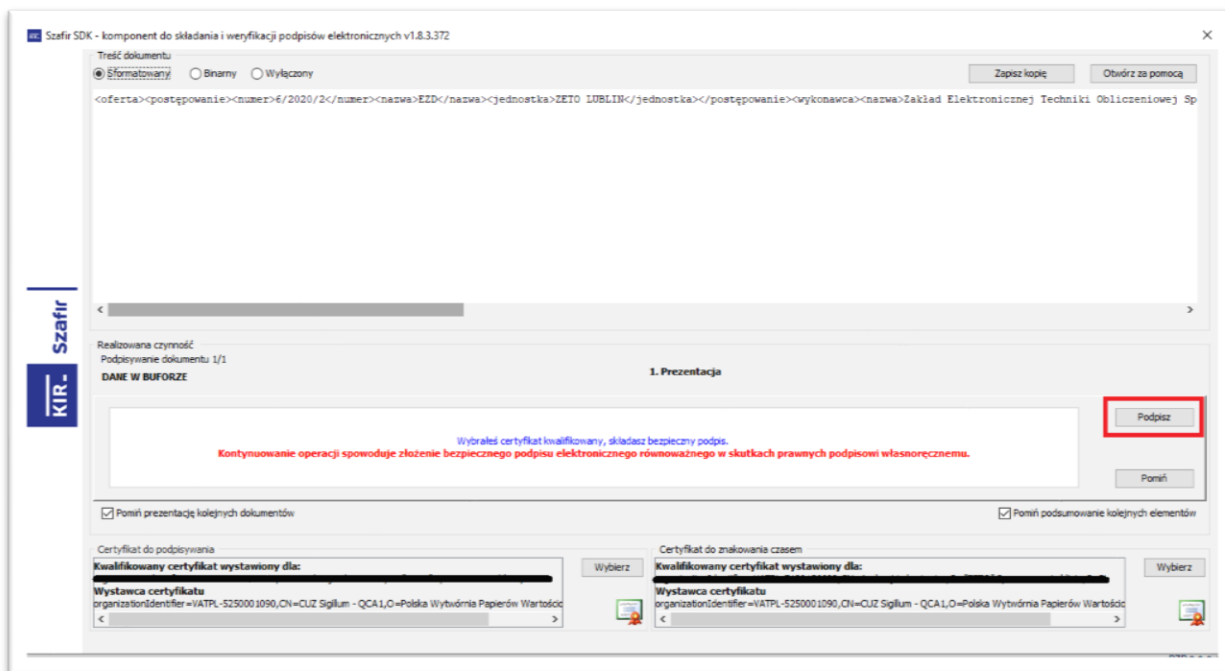 KIR Szafir SDK - komponent do składania i weryfikacji podpisów elektronicznych v1.8.3.372
Treść dokumentu
Sformatowany Binarny Wyłączony Zapisz kopię Otwórz za pomocą
<oferta><postępowanie><numer>6/2020/2</numer><nazwa>EZD</nazwa><jednostka>ZETO LUBLIN</jednostka></postępowanie><wykonawca><nazwa>Zakład Elektronicznej Techniki Obliczeniowej Sp
Szafir
KIR.
Realizowana czynność
Podpisywanie dokumentu 1/1
DANE W BUFORZE
1. Prezentacja
Podpisz
Wybrałeś certyfikat kwalifikowany, składasz bezpieczny podpis.
Kontynuowanie operacji spowoduje złożenie bezpiecznego podpisu elektronicznego równoważnego w skutkach prawnych podpisowi własnoręcznemu.
Pomiń
Pomiń prezentację kolejnych dokumentów
Pomiń podsumowanie kolejnych elementów
Certyfikat do podpisywania
Kwalifikowany certyfikat wystawiony dla:
Wybierz
Wystawca certyfikatu
organizationIdentifier=VATPL-5250001090,CN=CUZ Sigillum - QCA1,O=Polska Wytwórnia Papierów Wartościo
Certyfikat do znakowania czasem
Kwalifikowany certyfikat wystawiony dla:
Wybierz
Wystawca certyfikatu
organizationIdentifier=VATPL-5250001090,CN=CUZ Sigillum - QCA1,O=Polska Wytwórnia Papierów Wartościo